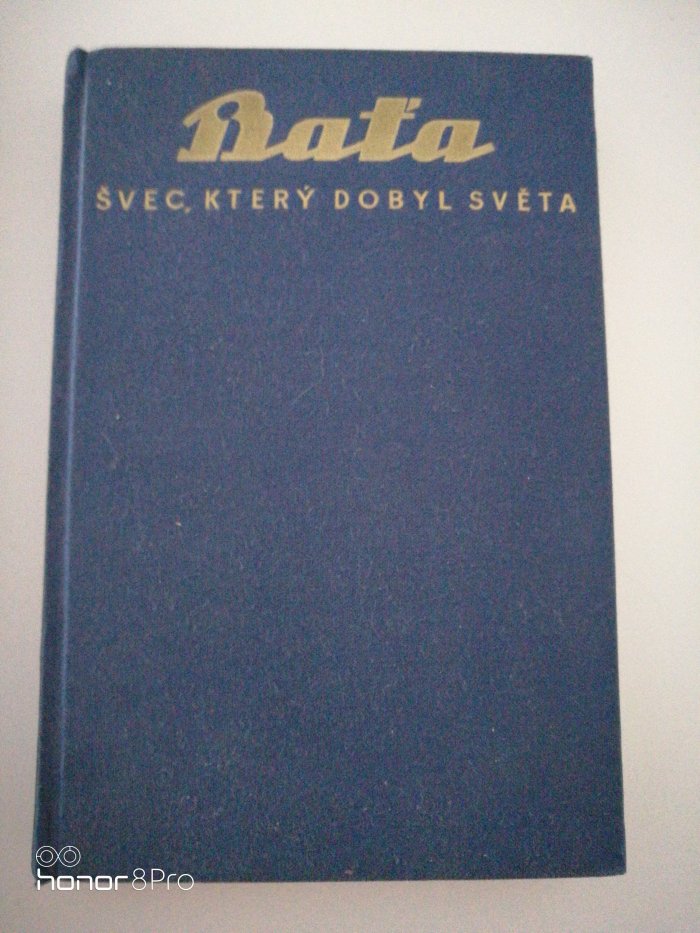 Baťa
ŠVEC, KTERÝ DOBYL SVĚTA
honor 8Pro